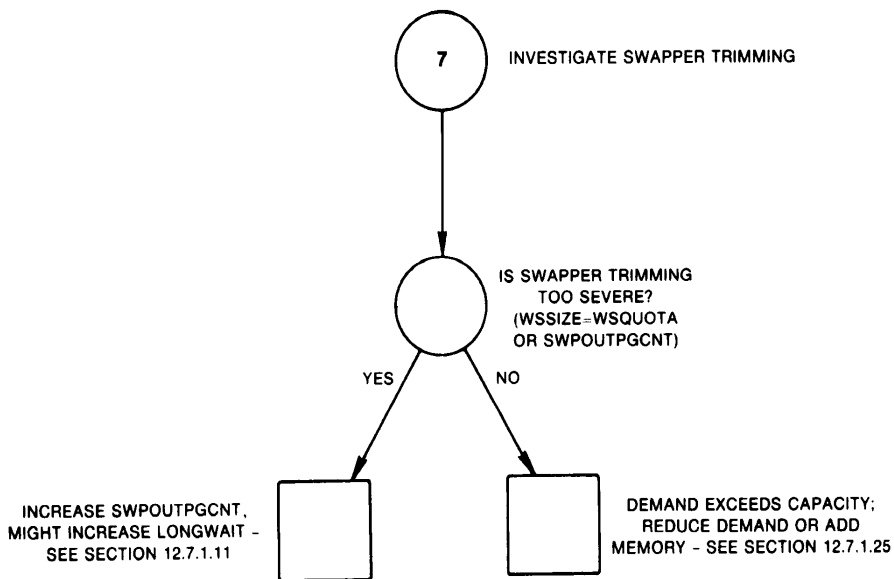 7
INVESTIGATE SWAPPER TRIMMING
IS SWAPPER TRIMMING
TOO SEVERE?
(WSSIZE=WSQUOTA
OR SWPOUTPGCNT)
YES
NO
INCREASE SWPOUTPGCNT,
MIGHT INCREASE LONGWAIT –
SEE SECTION 12.7.1.11
DEMAND EXCEEDS CAPACITY;
REDUCE DEMAND OR ADD
MEMORY – SEE SECTION 12.7.1.25